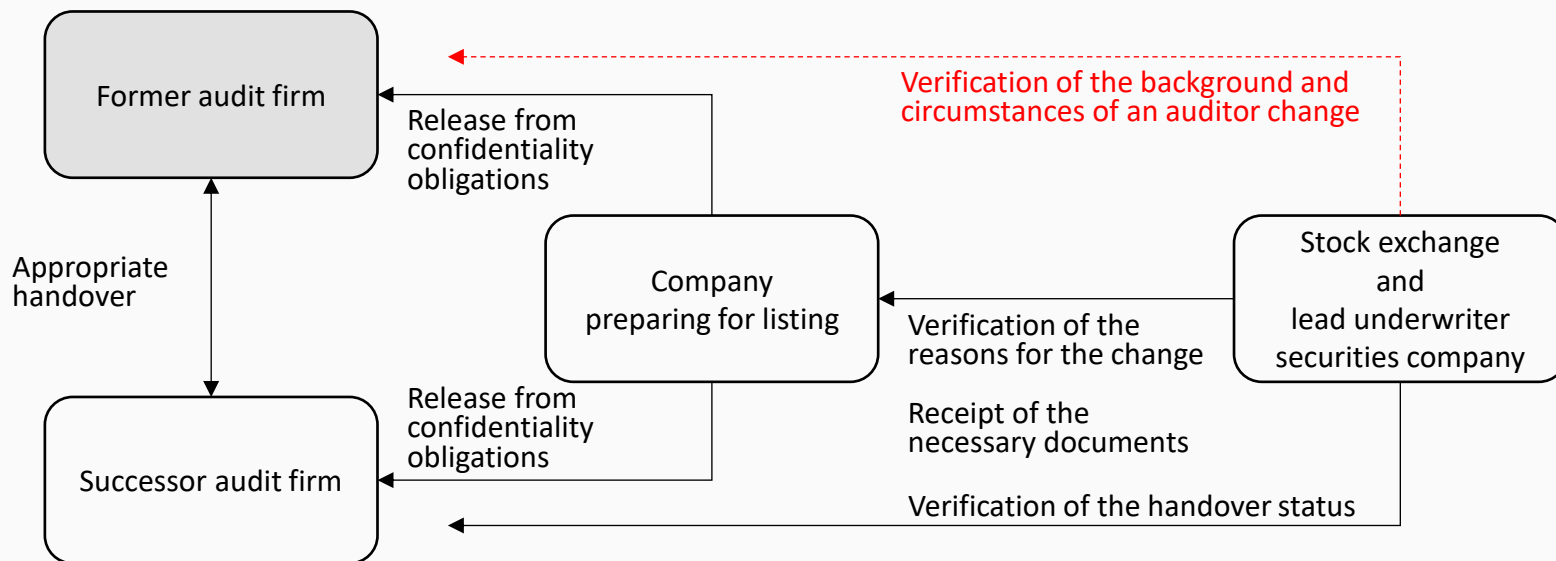 Former audit firm
Verification of the background and
circumstances of an auditor change
Release from
confidentiality
obligations
Appropriate
handover
Company
preparing for listing
Stock exchange
and
lead underwriter
securities company
Verification of the
reasons for the change
Receipt of the
necessary documents
Release from
confidentiality
obligations
Successor audit firm
Verification of the handover status